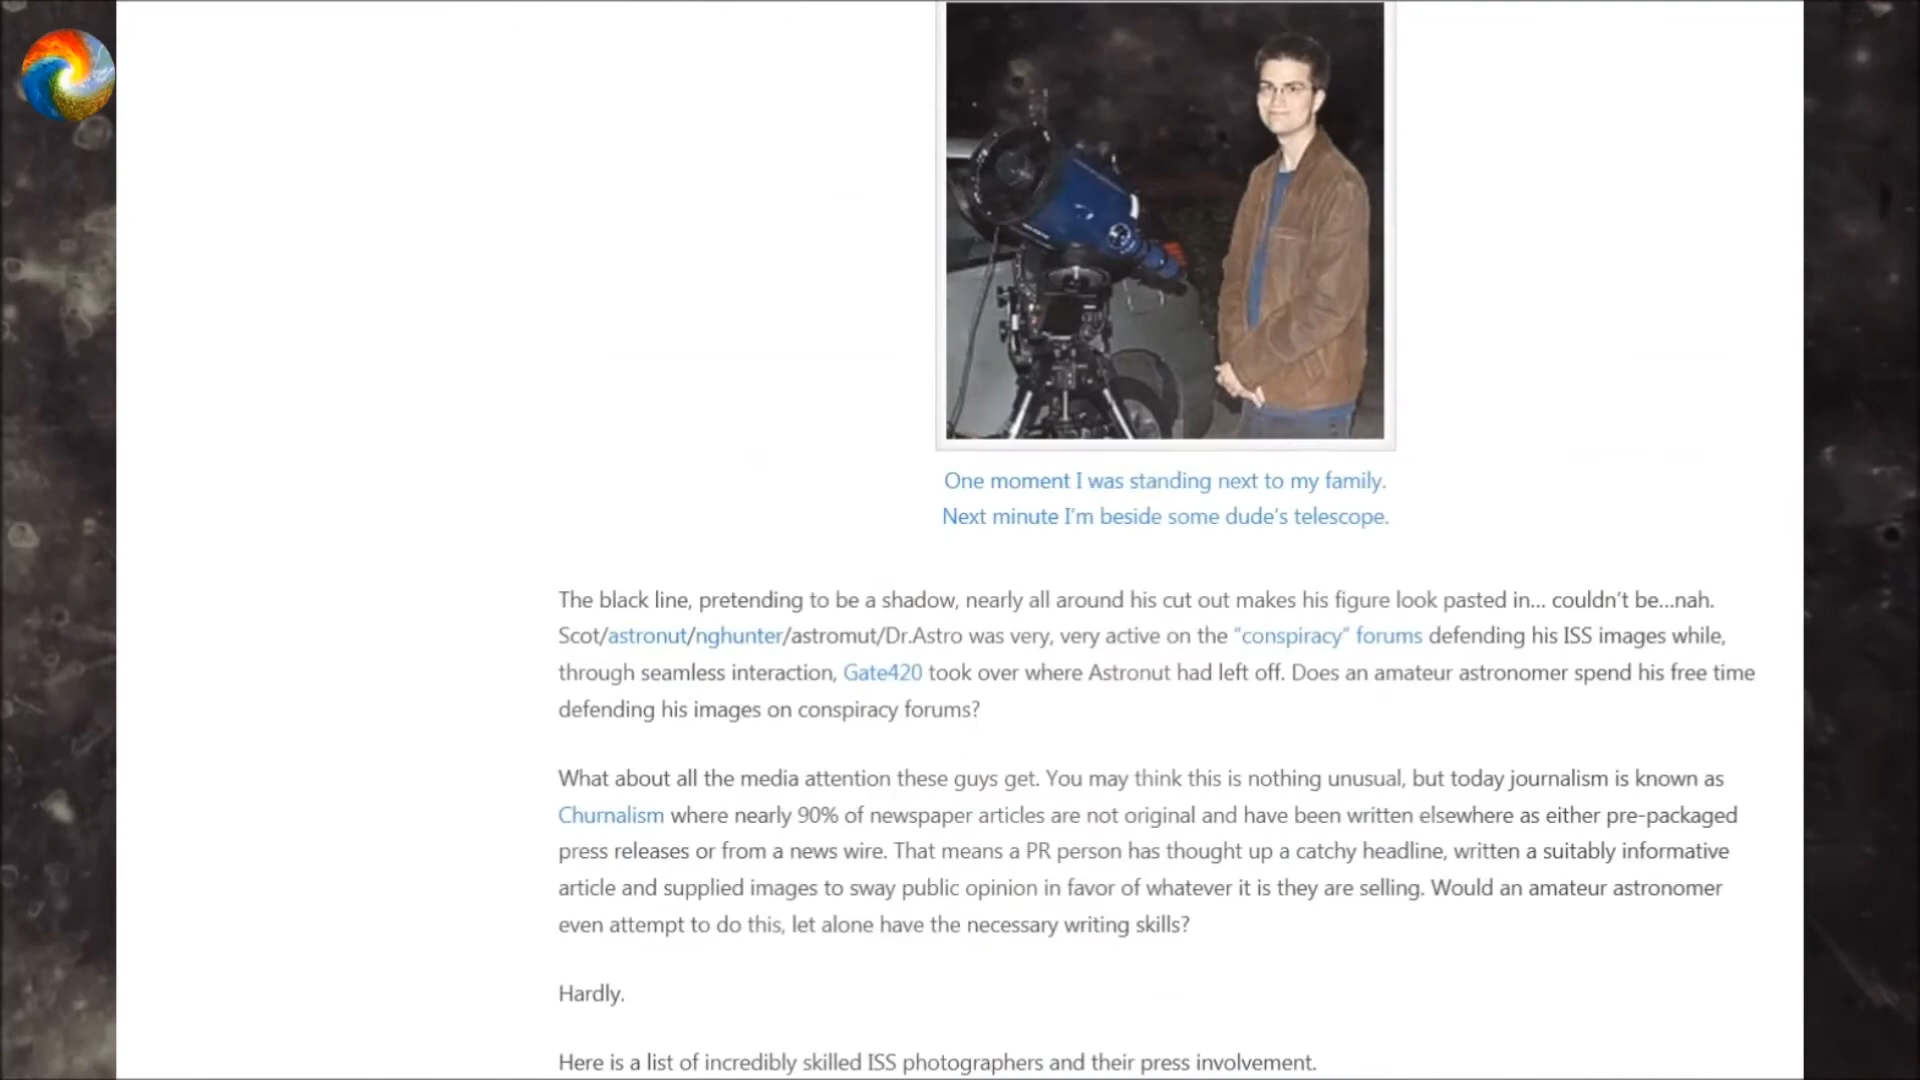 One moment I was standing next to my family.
Next minute I'm beside some dude's telescope.
The black line, pretending to be a shadow, nearly all around his cut out makes his figure look pasted in... couldn't be...nah.
Scot/astronut/nghunter/astromut/Dr.Astro was very, very active on the "conspiracy" forums defending his ISS images while,
through seamless interaction, Gate420 took over where Astronut had left off. Does an amateur astronomer spend his free time
defending his images on conspiracy forums?
What about all the media attention these guys get. You may think this is nothing unusual, but today journalism is known as
Churnalism where nearly 90% of newspaper articles are not original and have been written elsewhere as either pre-packaged
press releases or from a news wire. That means a PR person has thought up a catchy headline, written a suitably informative
article and supplied images to sway public opinion in favor of whatever it is they are selling. Would an amateur astronomer
even attempt to do this, let alone have the necessary writing skills?
Hardly.
Here is a list of incredibly skilled ISS photographers and their press involvement.